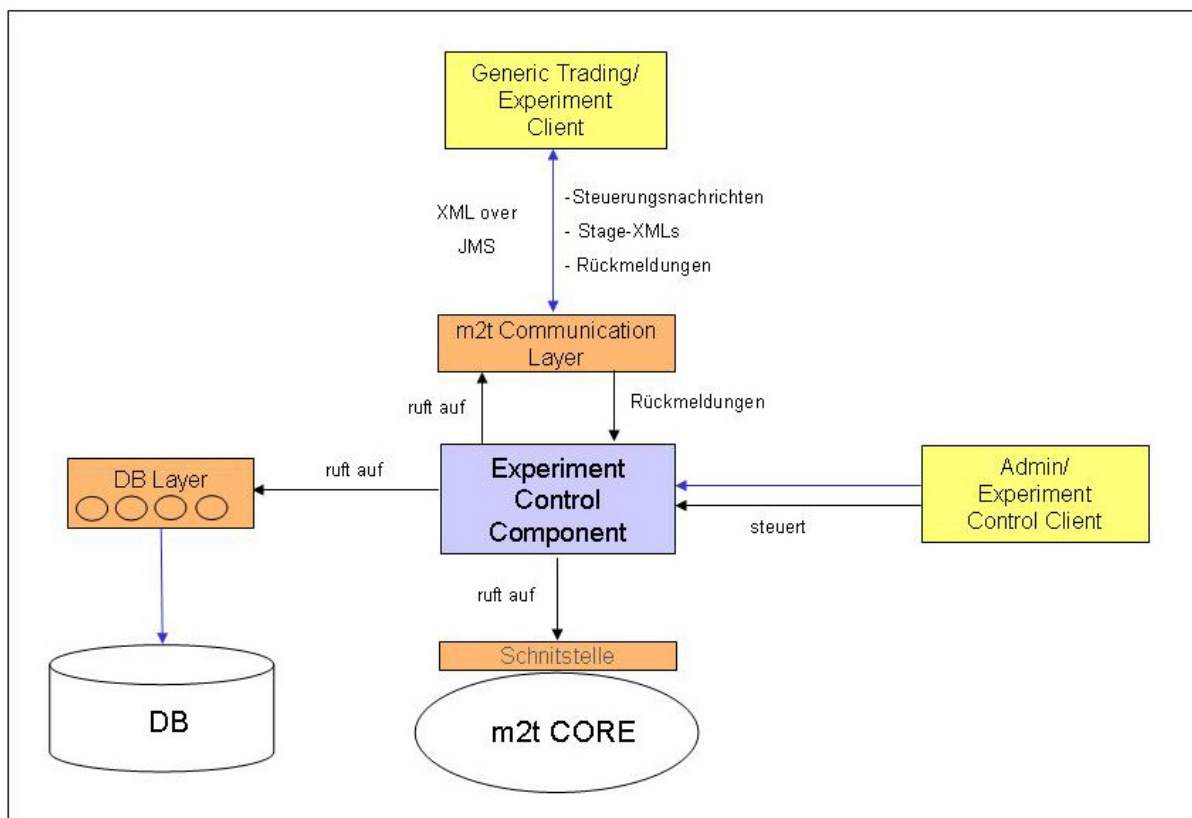 Generic Trading/
Experiment
Client
XML over
JMS
-Steuerungsnachrichten
- Stage-XMLs
- Rückmeldungen
m2t Communication
Layer
ruft auf
Rückmeldungen
DB Layer
ruft auf
Experiment
Control
Component
steuert
Admin/
Experiment
Control Client
ruft auf
Schnitstelle
DB
m2t CORE